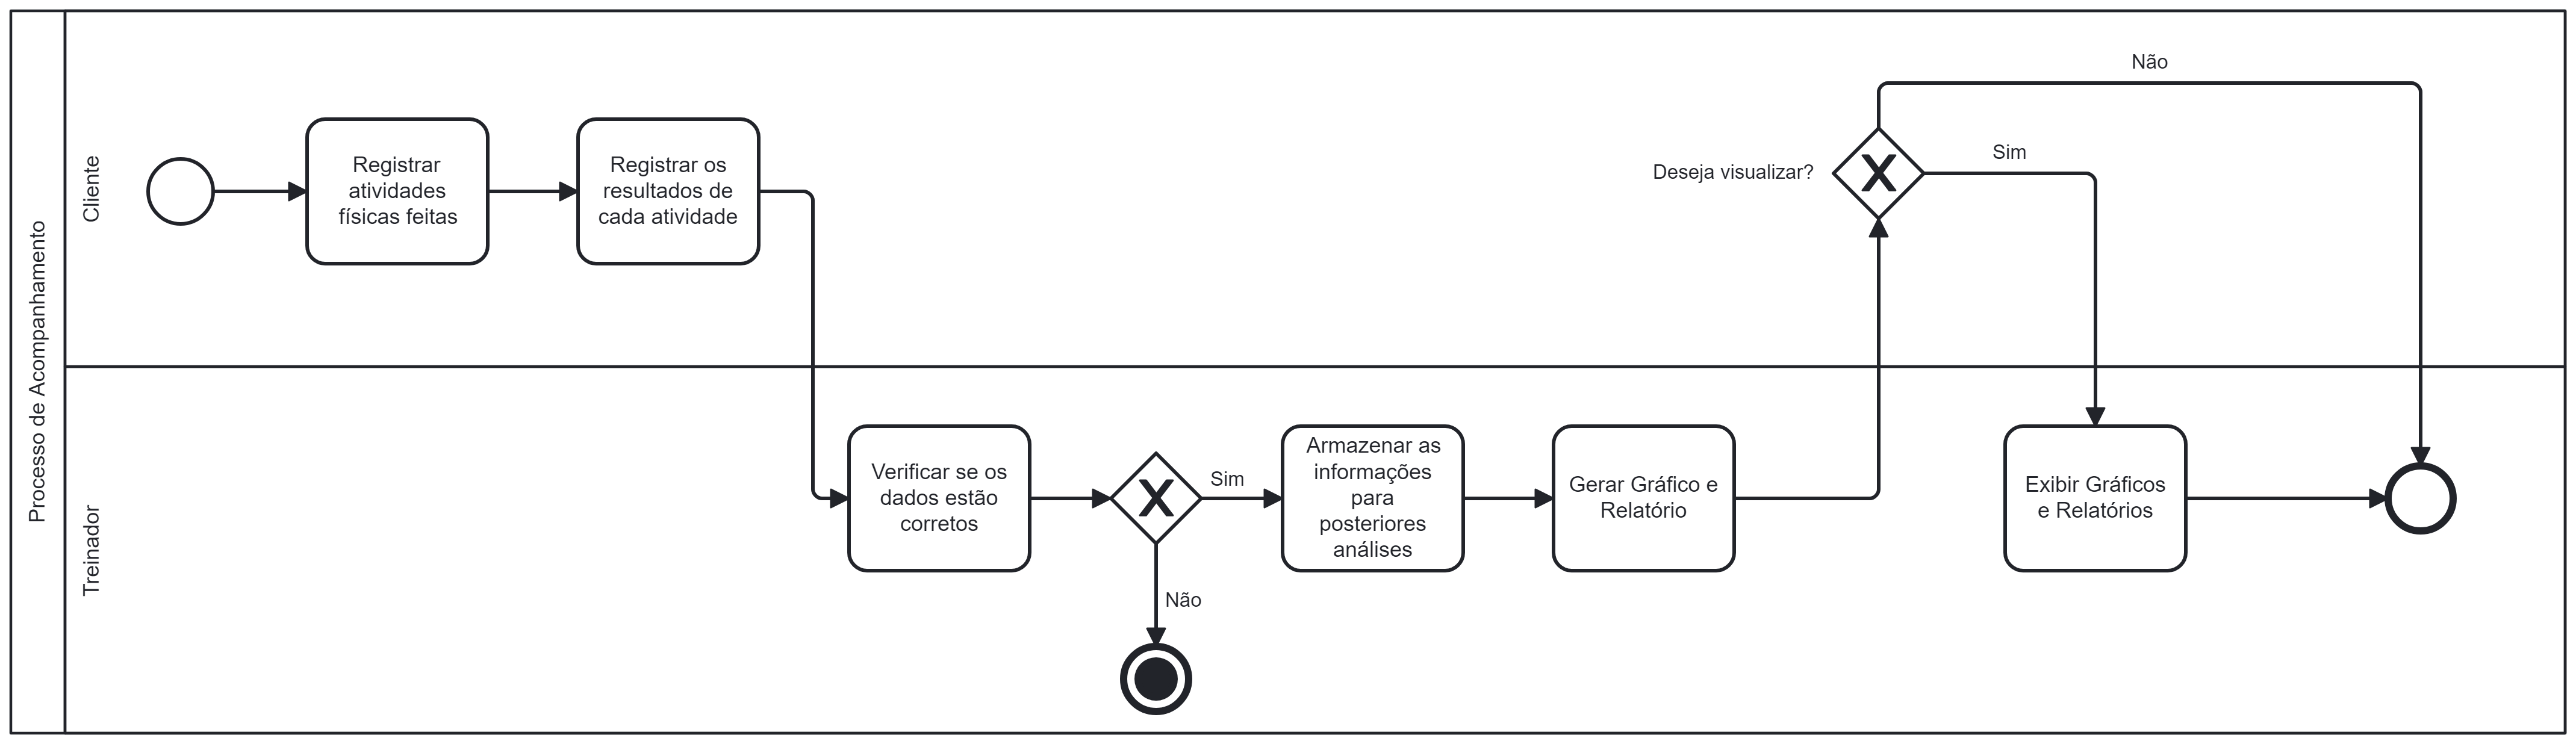 Processo de Acompanhamento
Cliente
Registrar
atividades
físicas feitas
Registrar os
resultados de
cada atividade
Deseja visualizar?
Não
Sim
Treinador
Verificar se os
dados estão
corretos
Sim
Não
Armazenar as
informações
para
posteriores
análises
Gerar Gráfico e
Relatório
Exibir Gráficos
e Relatórios